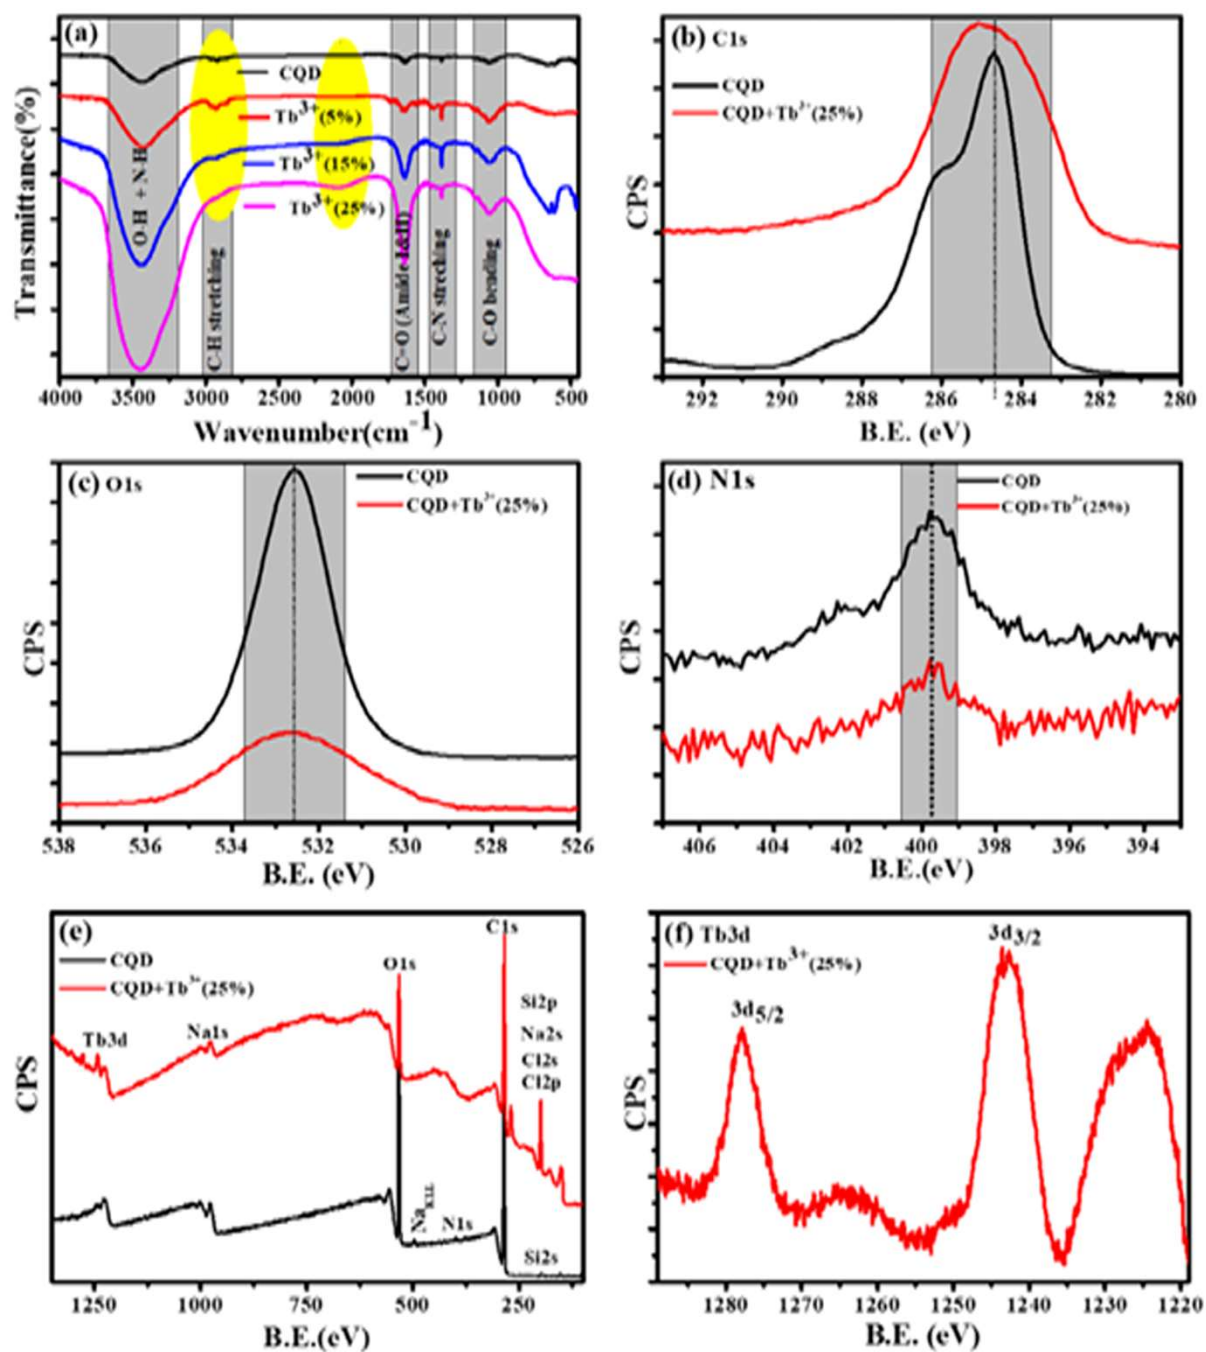 (a)
CQD
Tb3+(5%)
Tb3+(15%)
Tb3+(25%)
O-H + N-H
C-H stretching
C=O (Amide I&II)
C-N streching
C-O bending
Transmittance(%)
4000 3500 3000 2500 2000 1500 1000 500
Wavenumber(cm-1)
(b) C1s
CQD
CQD+Tb3+(25%)
CPS
292 290 288 286 284 282 280
B.E. (eV)
(c) O1s
CQD
CQD+Tb3+(25%)
CPS
538 536 534 532 530 528 526
B.E. (eV)
(d) N1s
CQD
CQD+Tb3+(25%)
CPS
406 404 402 400 398 396 394
B.E.(eV)
(e)
CQD
CQD+Tb3+(25%)
C1s
O1s
Si2p
Na2s
Cl2s
Cl2p
Tb3d
Na1s
NaKLL
N1s
Si2s
CPS
1250 1000 750 500 250
B.E.(eV)
(f) Tb3d
CQD+Tb3+(25%)
3d3/2
3d5/2
CPS
1280 1270 1260 1250 1240 1230 1220
B.E. (eV)